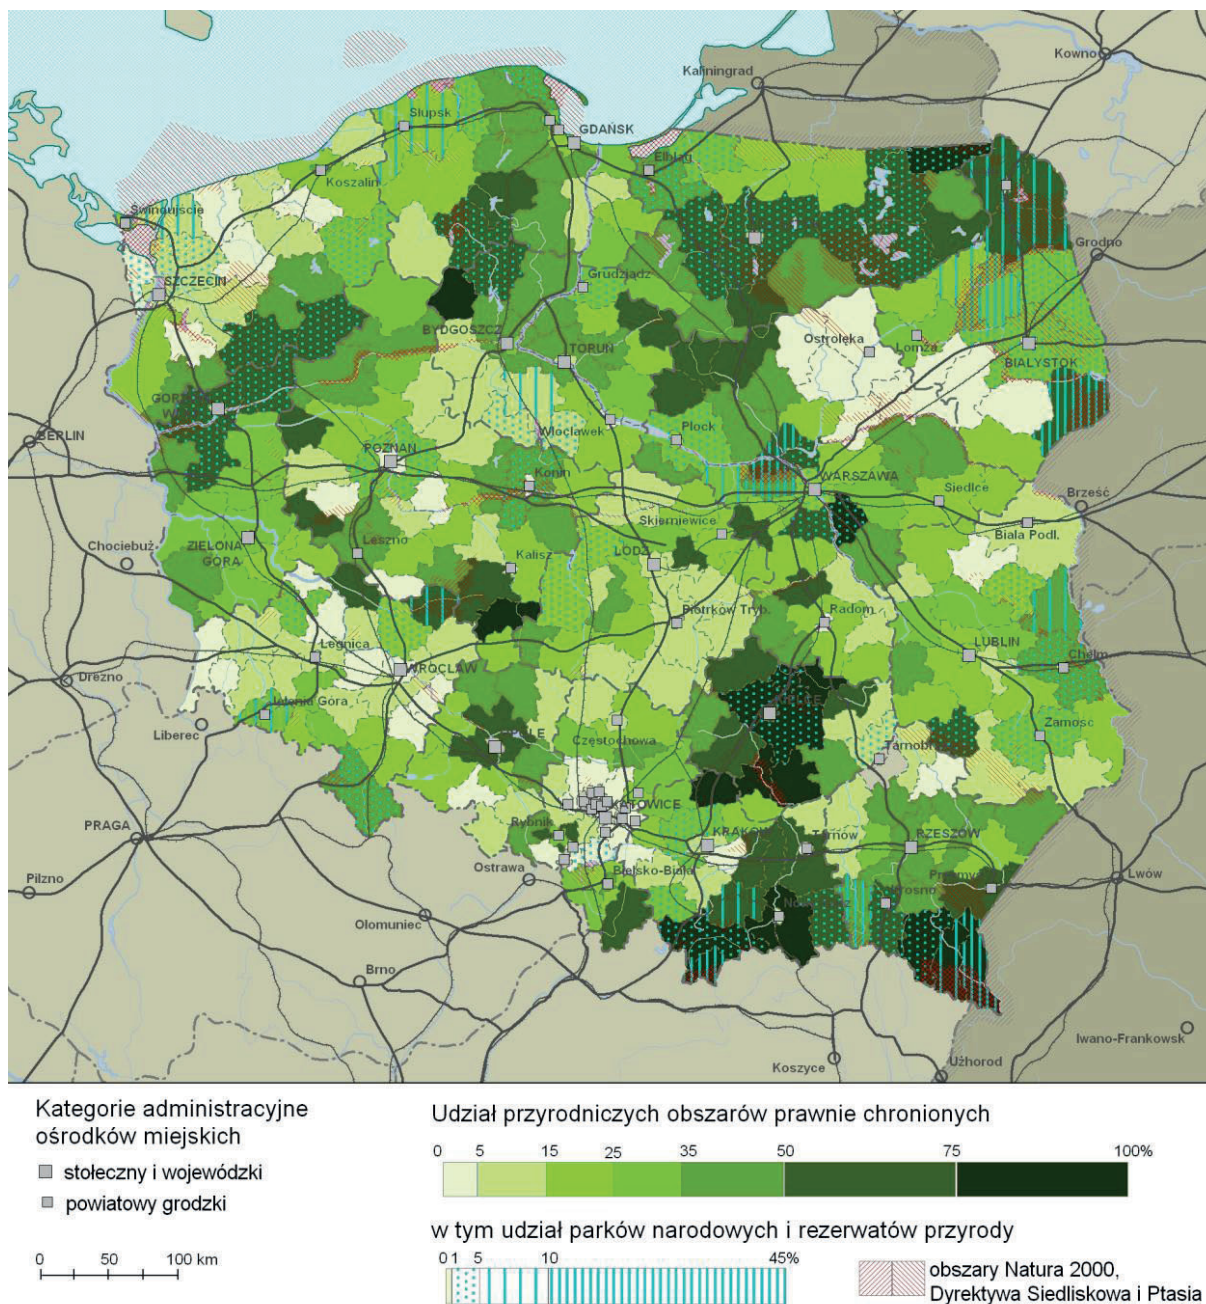 Kowno
Kaliningrad
Słupsk
GDAŃSK
Elbląg
Koszalin
Świnoujście
Grodno
SZCZECIN
Grudziądz
BYDGOSZCZ
Ostrołęka
Łomża
TORUŃ
BIAŁYSTOK
BERLIN
Włocławek
Płock
POZNAŃ
Konin
WARSZAWA
Siedlce
Brześć
Skierniewice
Biała Podl.
Chociebuż
ZIELONA
GÓRA
Leszno
Kalisz
ŁÓDŹ
Piotrków Tryb.
Radom
Legnica
LUBLIN
WROCŁAW
Chełm
Drezno
Jelenia Góra
Liberec
Zamość
Częstochowa
Tarnobl
KATOWICE
PRAGA
Rybnik
KRAKÓW
Tarnów
RZESZÓW
Ostrawa
Bielsko-Biała
Pilzno
Lwów
Ołomuniec
Brno
Iwano-Frankowsk
Koszyce
Użhorod
Kategorie administracyjne
ośrodków miejskich
stołeczny i wojewódzki
powiatowy grodzki
0 50 100 km
Udział przyrodniczych obszarów prawnie chronionych
0 5 15 25 35 50 75 100%
w tym udział parków narodowych i rezerwatów przyrody
0 1 5 10 45%
obszary Natura 2000,
Dyrektywa Siedliskowa i Ptasia